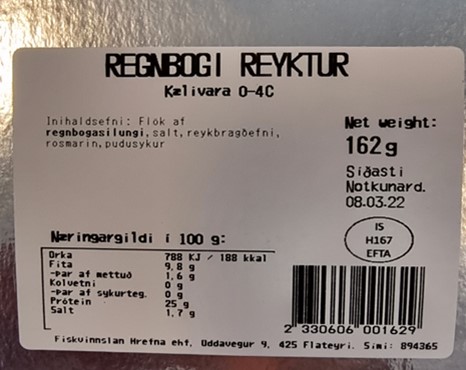 REGNBOGI REYKTUR
Kælivara 0-4C
Inihaldsefni: Flök af
regnbogasilungi, salt, reykbragðefni,
rosmarin, pudusykur
Net weight:
162g
Síðasti
Notkunard.
08.03.22
IS
H167
EFTA
Næringargildi í 100 g:
Orka 788 KJ / 188 kkal
Fita 9,8 g
-þar af mettuð 1,6 g
Kolvetni 0 g
-þar af sykurteg. 0 g
Prótein 25 g
Salt 1,7 g
2 330606 001629
Fiskvinnslan Hrefna ehf, Oddavegur 9, 425 Flateyri. Simi: 894365